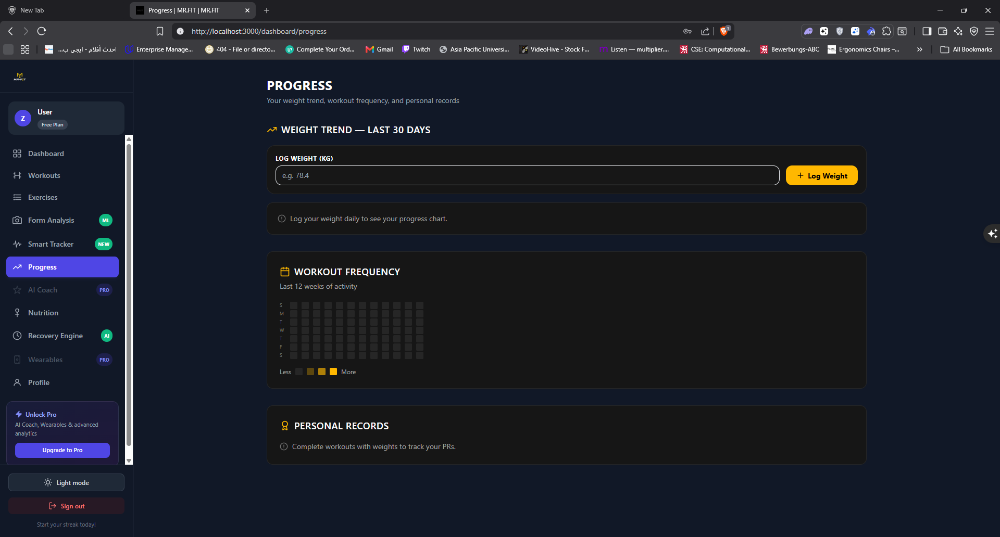 New Tab
Progress | MR.FIT | MR.FIT
http://localhost:3000/dashboard/progress
1
احدث أفلام - ايجي ب...
Enterprise Manage...
404 - File or directo...
Complete Your Ord...
Gmail
Twitch
Asia Pacific Universi...
VideoHive - Stock F...
Listen — multiplier....
CSE: Computational...
Bewerbungs-ABC
Ergonomics Chairs –...
All Bookmarks
MR-FIT
Z
User
Free Plan
Dashboard
Workouts
Exercises
Form Analysis
ML
Smart Tracker
NEW
Progress
AI Coach
PRO
Nutrition
Recovery Engine
AI
Wearables
PRO
Profile
Unlock Pro
AI Coach, Wearables & advanced
analytics
Upgrade to Pro
Light mode
Sign out
Start your streak today!
PROGRESS
Your weight trend, workout frequency, and personal records
WEIGHT TREND — LAST 30 DAYS
LOG WEIGHT (KG)
e.g. 78.4
+ Log Weight
Log your weight daily to see your progress chart.
WORKOUT FREQUENCY
Last 12 weeks of activity
S
M
T
W
T
F
S
Less
More
PERSONAL RECORDS
Complete workouts with weights to track your PRs.